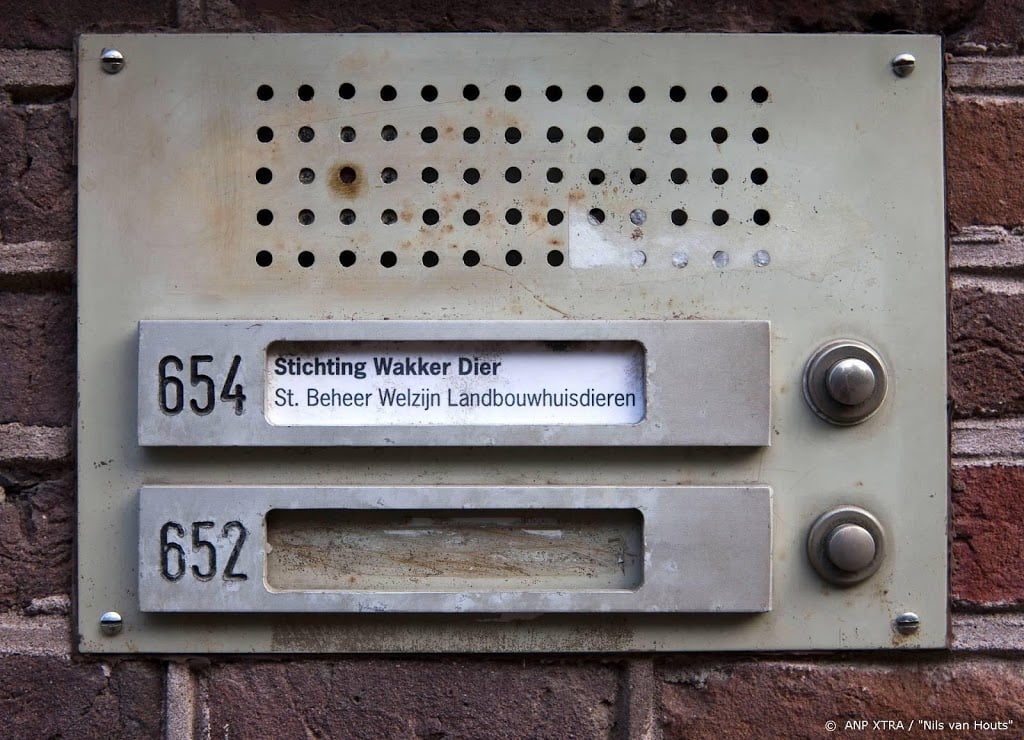 654
Stichting Wakker Dier
St. Beheer Welzijn Landbouwhuisdieren
652
© ANP XTRA / "Nils van Houts"